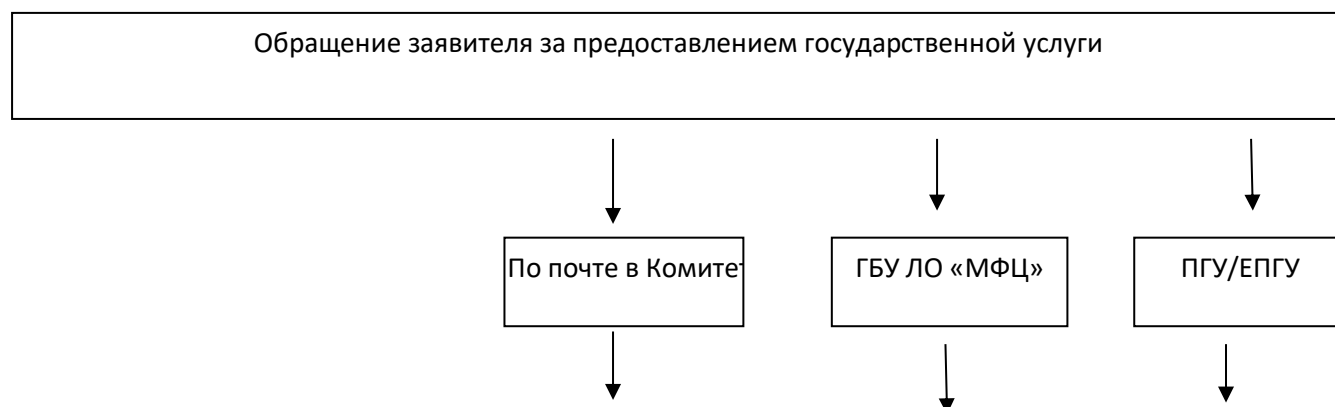 Обращение заявителя за предоставлением государственной услуги
По почте в Комитет
ГБУ ЛО «МФЦ»
ПГУ/ЕПГУ